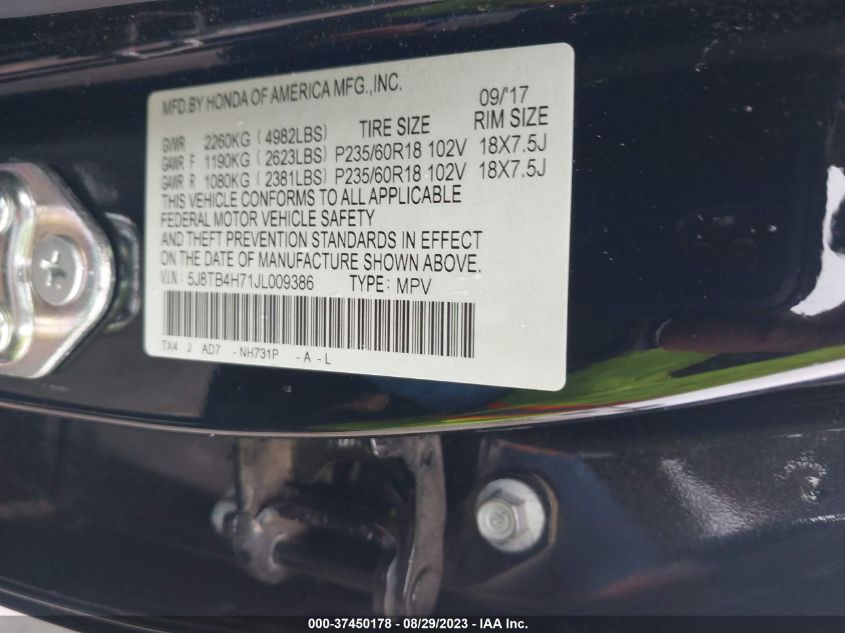 MFD.BY HONDA OF AMERICA MFG.,INC. 09/'17
GVWR 2260KG (4982LBS) TIRE SIZE RIM SIZE
GAWR F 1190KG (2623LBS) P235/60R18 102V 18X7.5J
GAWR R 1080KG (2381LBS) P235/60R18 102V 18X7.5J
THIS VEHICLE CONFORMS TO ALL APPLICABLE
FEDERAL MOTOR VEHICLE SAFETY
AND THEFT PREVENTION STANDARDS IN EFFECT
ON THE DATE OF MANUFACTURE SHOWN ABOVE.
V.I.N: 5J8TB4H71JL009386 TYPE: MPV
TX4 J AD7 -NH731P -A-L
000-37450178 - 08/29/2023 - IAA Inc.